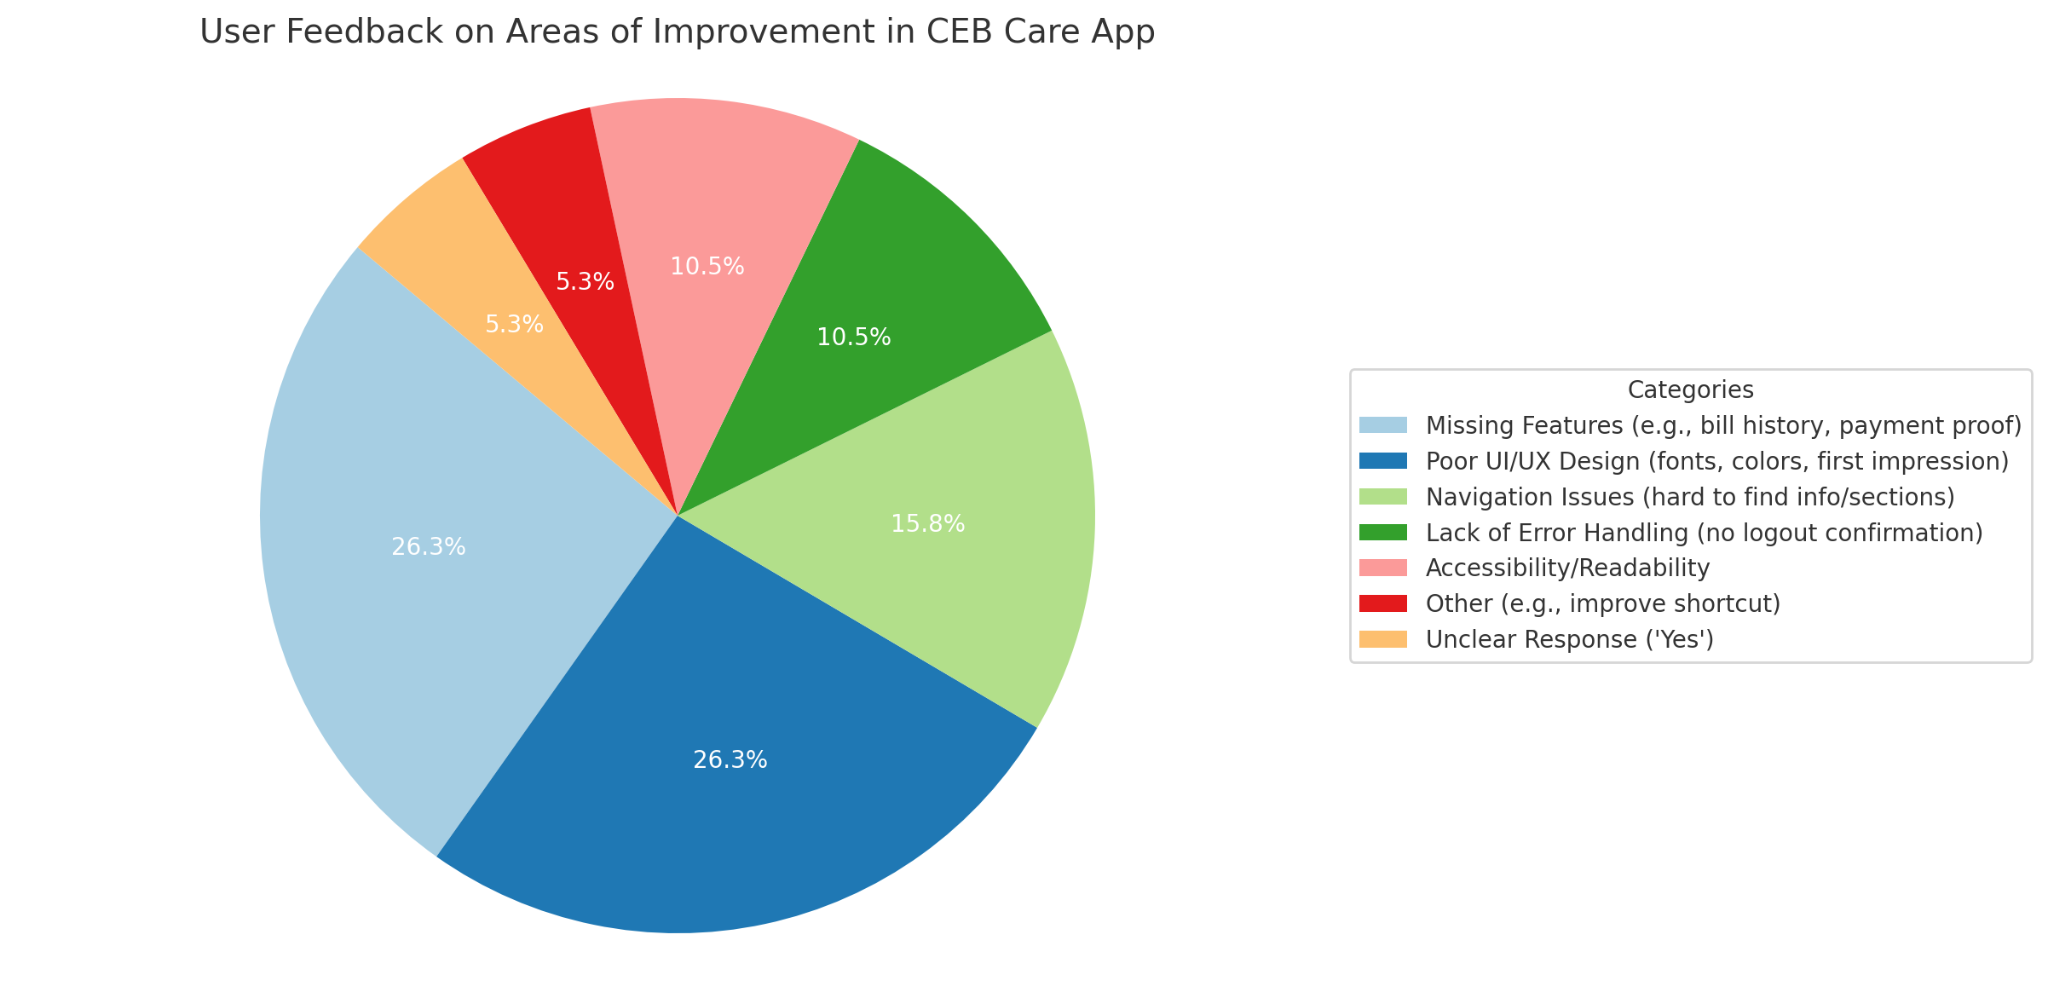 User Feedback on Areas of Improvement in CEB Care App
10.5%
5.3%
5.3%
10.5%
15.8%
26.3%
26.3%
Categories
Missing Features (e.g., bill history, payment proof)
Poor UI/UX Design (fonts, colors, first impression)
Navigation Issues (hard to find info/sections)
Lack of Error Handling (no logout confirmation)
Accessibility/Readability
Other (e.g., improve shortcut)
Unclear Response ('Yes')